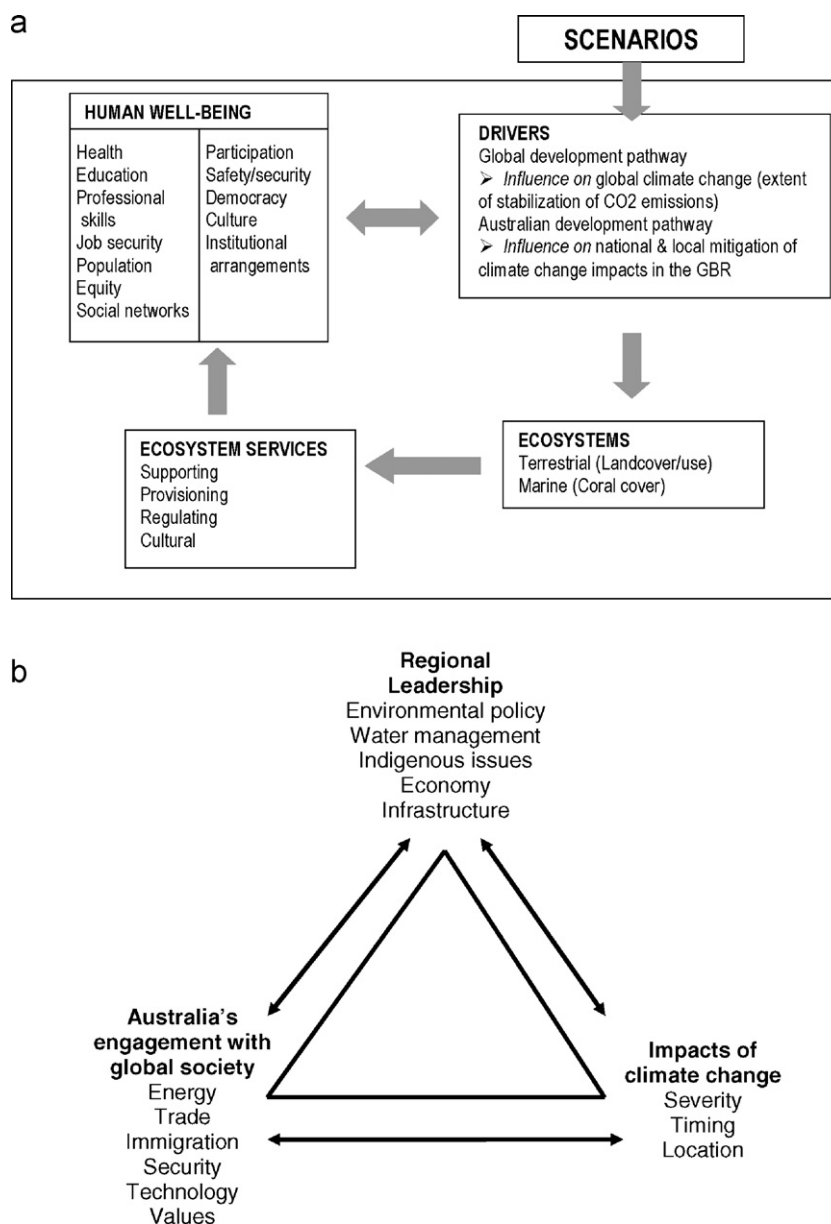 a
SCENARIOS
HUMAN WELL-BEING
Health
Education
Professional
skills
Job security
Population
Equity
Social networks
Participation
Safety/security
Democracy
Culture
Institutional
arrangements
DRIVERS
Global development pathway
➢ Influence on global climate change (extent
of stabilization of CO2 emissions)
Australian development pathway
➢ Influence on national & local mitigation of
climate change impacts in the GBR
ECOSYSTEM SERVICES
Supporting
Provisioning
Regulating
Cultural
ECOSYSTEMS
Terrestrial (Landcover/use)
Marine (Coral cover)
b
Regional
Leadership
Environmental policy
Water management
Indigenous issues
Economy
Infrastructure
Australia's
engagement with
global society
Energy
Trade
Immigration
Security
Technology
Values
Impacts of
climate change
Severity
Timing
Location